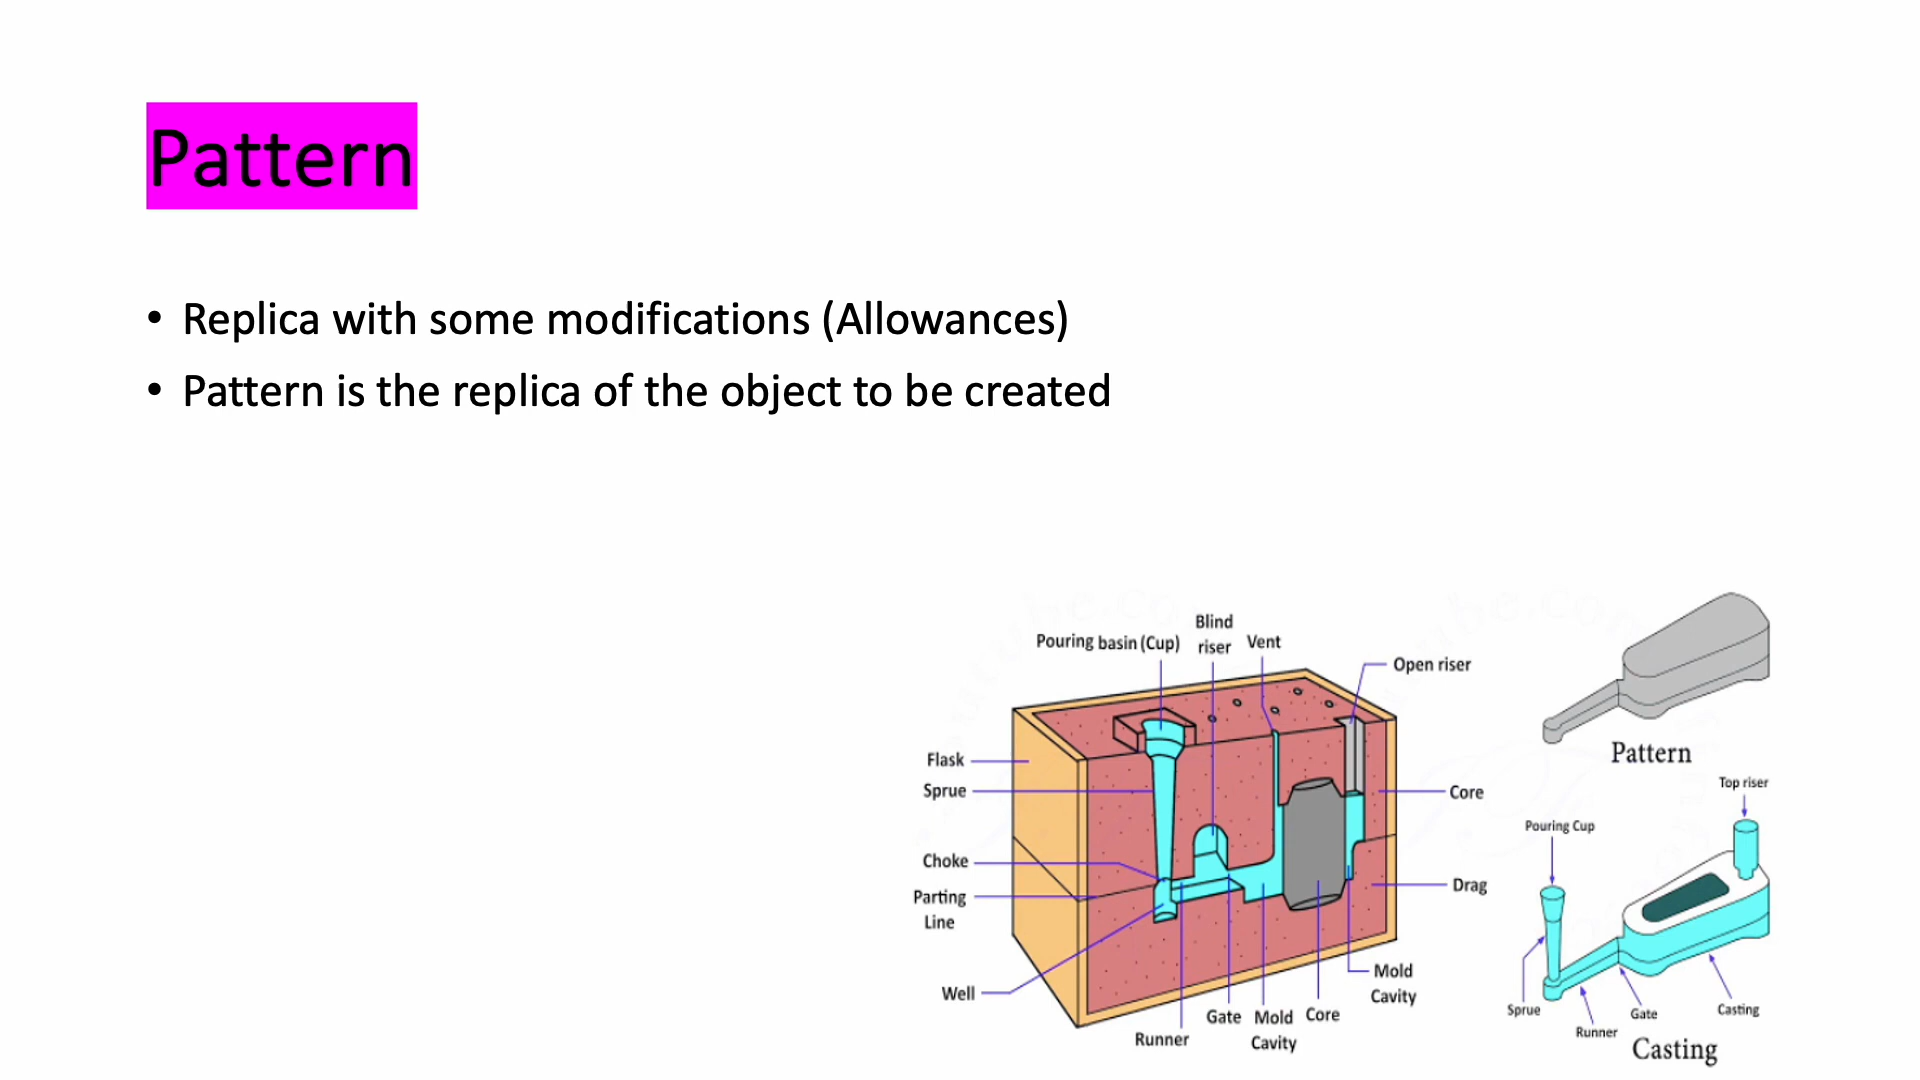 Pattern
• Replica with some modifications (Allowances)
• Pattern is the replica of the object to be created
Blind
riser
Pouring basin (Cup)
Vent
Open riser
Flask
Sprue
Core
Choke
Parting
Line
Drag
Well
Mold
Cavity
Gate
Mold
Cavity
Core
Runner
Pattern
Top riser
Pouring Cup
Sprue
Runner
Gate
Casting
Casting